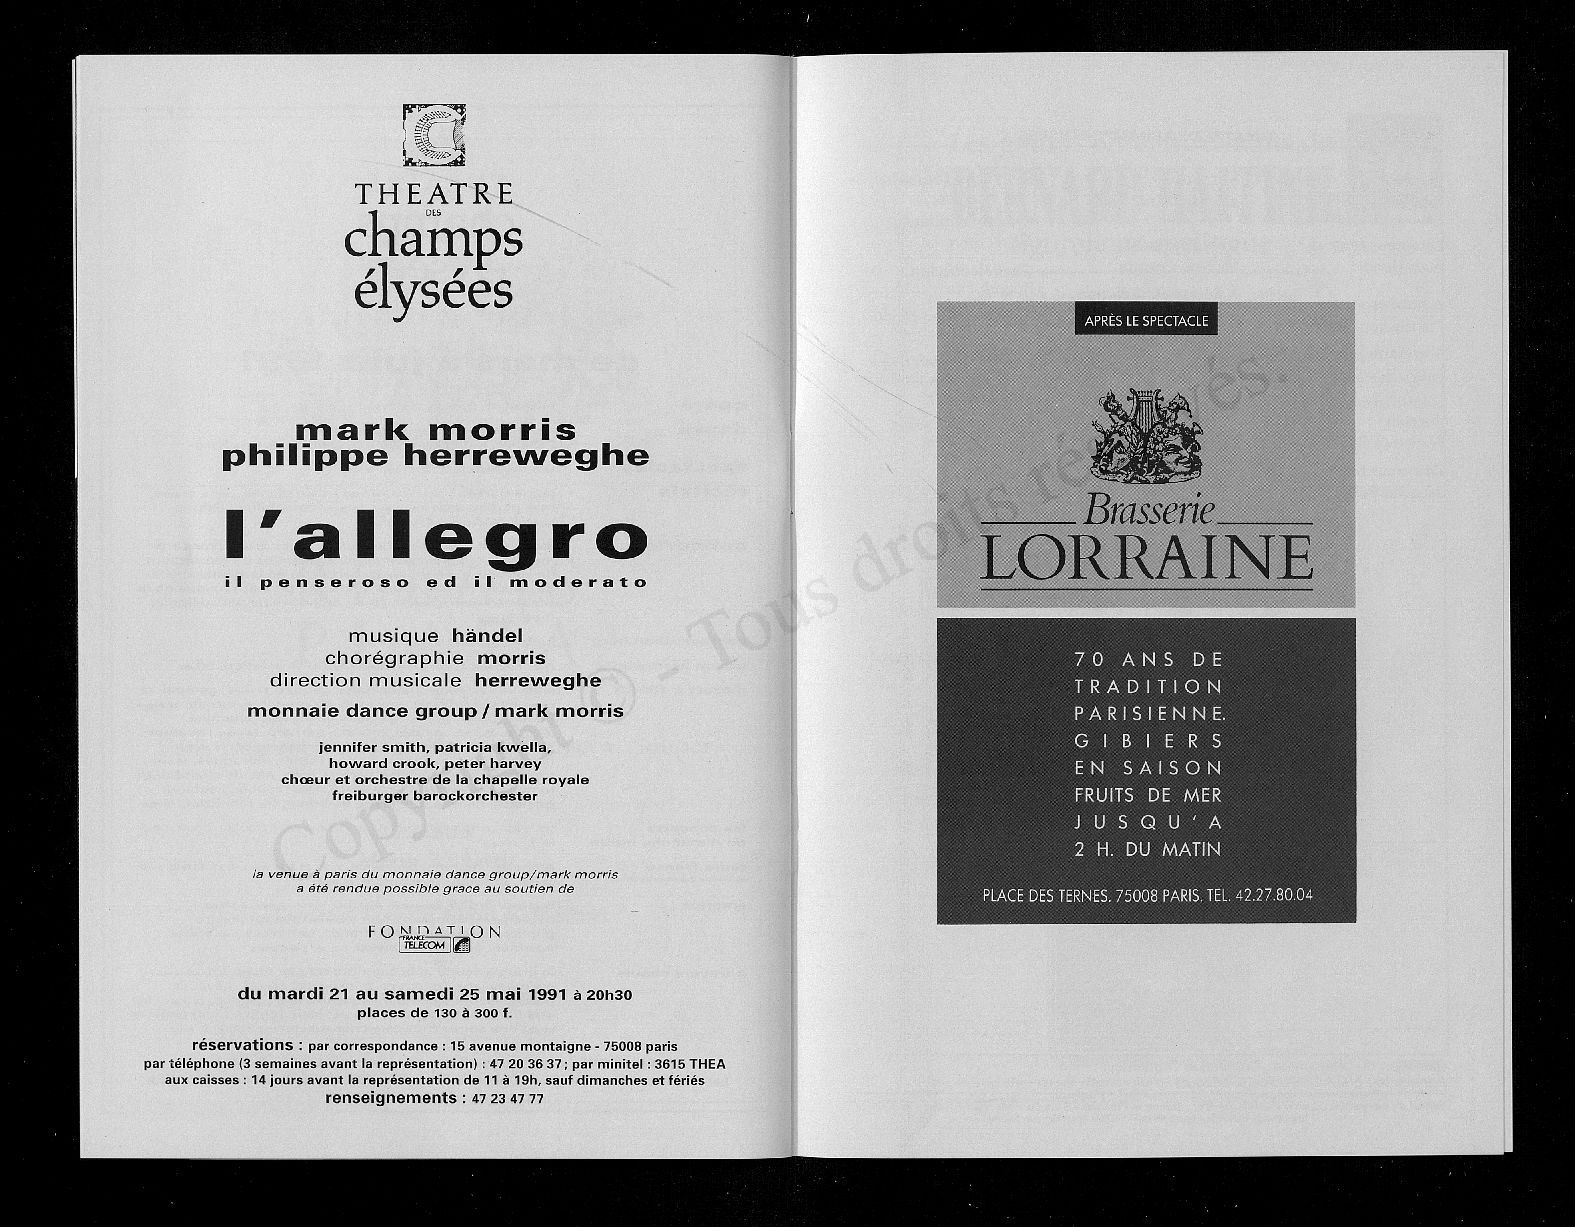 THEATRE
DES
champs
élysées
mark morris
philippe herreweghe
l'allegro
il penseroso ed il moderato
musique händel
chorégraphie morris
direction musicale herreweghe
monnaie dance group / mark morris
jennifer smith, patricia kwella,
howard crook, peter harvey
chœur et orchestre de la chapelle royale
freiburger barockorchester
la venue à paris du monnaie dance group/mark morris
a été rendue possible grace au soutien de
FONDATION
FRANCE
TELECOM
du mardi 21 au samedi 25 mai 1991 à 20h30
places de 130 à 300 f.
réservations : par correspondance : 15 avenue montaigne - 75008 paris
par téléphone (3 semaines avant la représentation) : 47 20 36 37 ; par minitel : 3615 THEA
aux caisses : 14 jours avant la représentation de 11 à 19h, sauf dimanches et fériés
renseignements : 47 23 47 77
APRÈS LE SPECTACLE
Brasserie
LORRAINE
70 ANS DE
TRADITION
PARISIENNE.
GIBIERS
EN SAISON
FRUITS DE MER
JUSQU'A
2 H. DU MATIN
PLACE DES TERNES. 75008 PARIS. TEL. 42.27.80.04
Copyright © - Tous droits réservés.